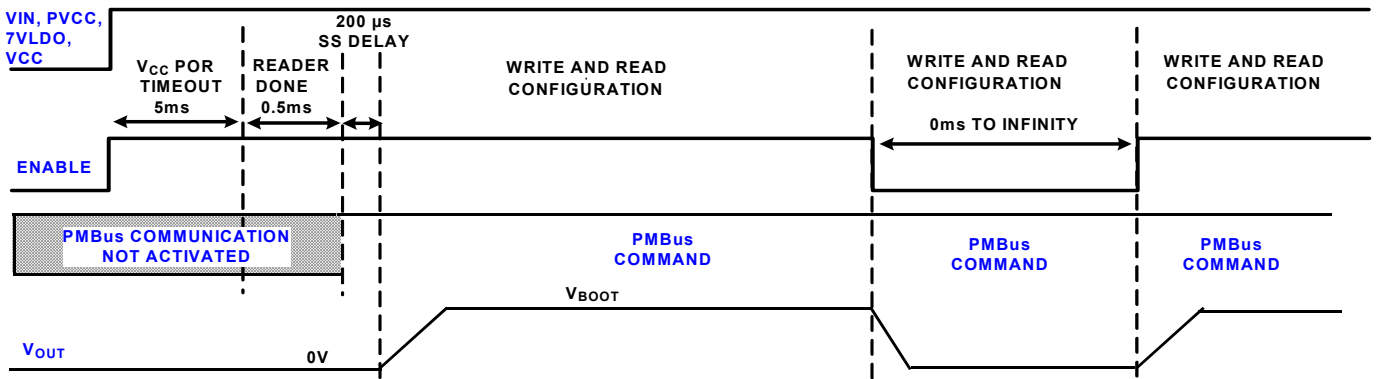 VIN, PVCC,
7VLDO,
VCC
200 µs
SS DELAY
VCC POR
TIMEOUT
5ms
READER
DONE
0.5ms
WRITE AND READ
CONFIGURATION
WRITE AND READ
CONFIGURATION
WRITE AND READ
CONFIGURATION
0ms TO INFINITY
ENABLE
PMBus COMMUNICATION
NOT ACTIVATED
PMBus
COMMAND
PMBus
COMMAND
PMBus
COMMAND
VBOOT
VOUT
0V